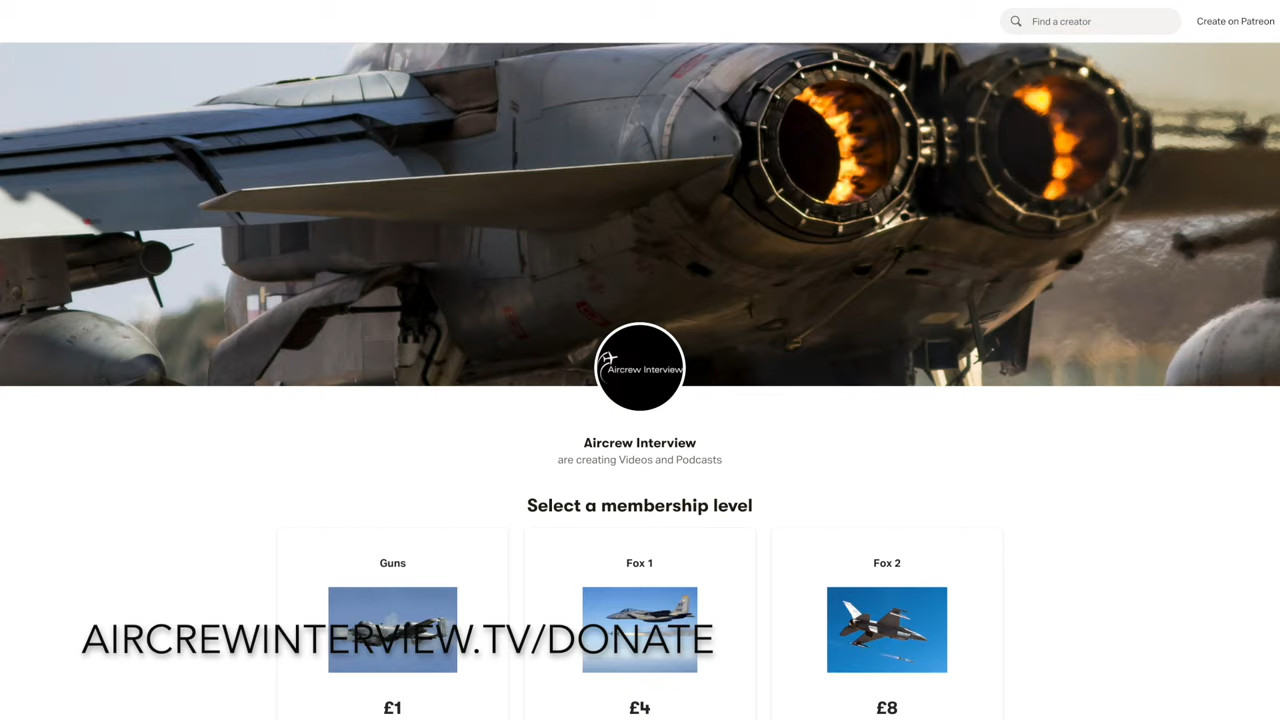 Find a creator
Create on Patreon
Aircrew Interview
Aircrew Interview
are creating Videos and Podcasts
Select a membership level
Guns
Fox 1
Fox 2
AIRCREWINTERVIEW.TV/DONATE
£1
£4
£8